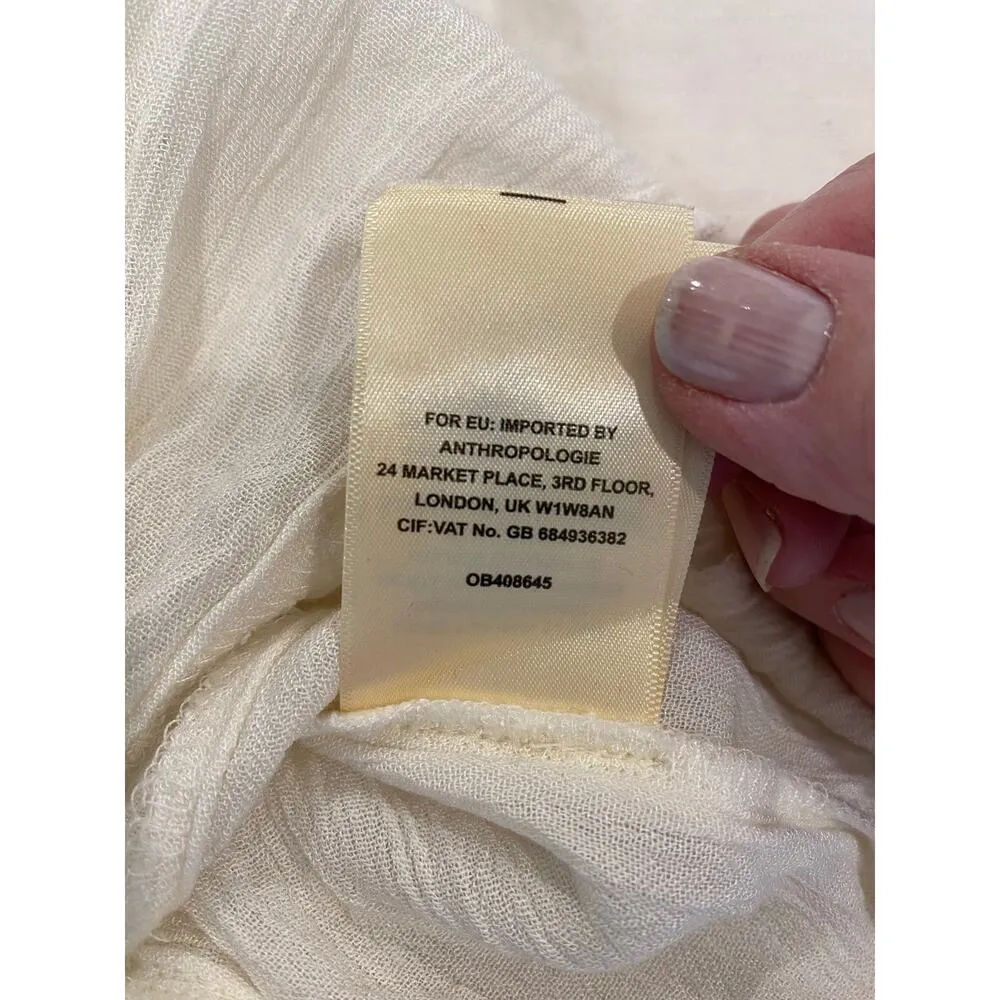 FOR EU: IMPORTED BY
ANTHROPOLOGIE
24 MARKET PLACE, 3RD FLOOR,
LONDON, UK W1W8AN
CIF:VAT No. GB 684936382
OB408645